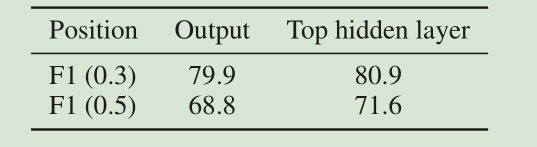 Position Output Top hidden layer
F1 (0.3) 79.9 80.9
F1 (0.5) 68.8 71.6